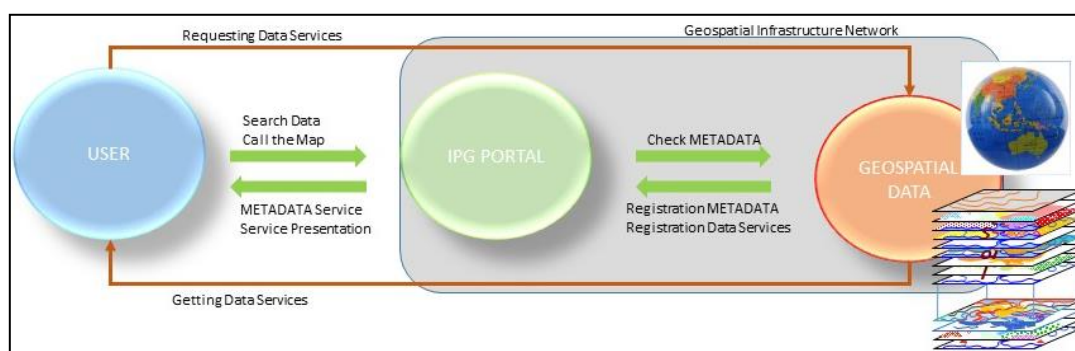 Requesting Data Services
Geospatial Infrastructure Network
USER
Search Data
Call the Map
METADATA Service
Service Presentation
IPG PORTAL
Check METADATA
Registration METADATA
Registration Data Services
GEOSPATIAL
DATA
Getting Data Services